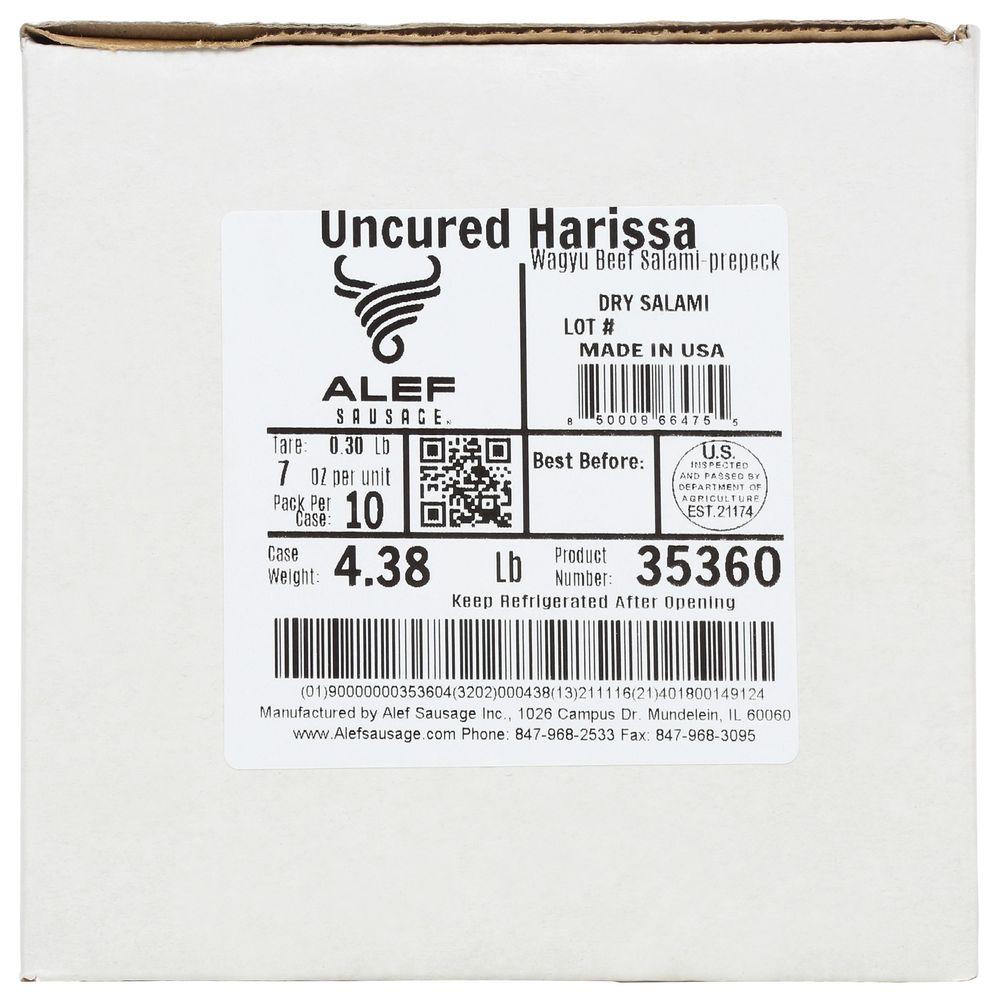 Uncured Harissa
Wagyu Beef Salami-prepeck
ALEF
SAUSAGE
DRY SALAMI
LOT #
MADE IN USA
8 50008 66475 5
Tare: 0.30 Lb
7 OZ per unit
Pack Per
Case: 10
Best Before:
U.S.
INSPECTED
AND PASSED BY
DEPARTMENT OF
AGRICULTURE
EST.21174
Case
Weight: 4.38 Lb
Product
Number: 35360
Keep Refrigerated After Opening
(01)90000000353604(3202)000438(13)211116(21)401800149124
Manufactured by Alef Sausage Inc., 1026 Campus Dr. Mundelein, IL 60060
www.Alefsausage.com Phone: 847-968-2533 Fax: 847-968-3095